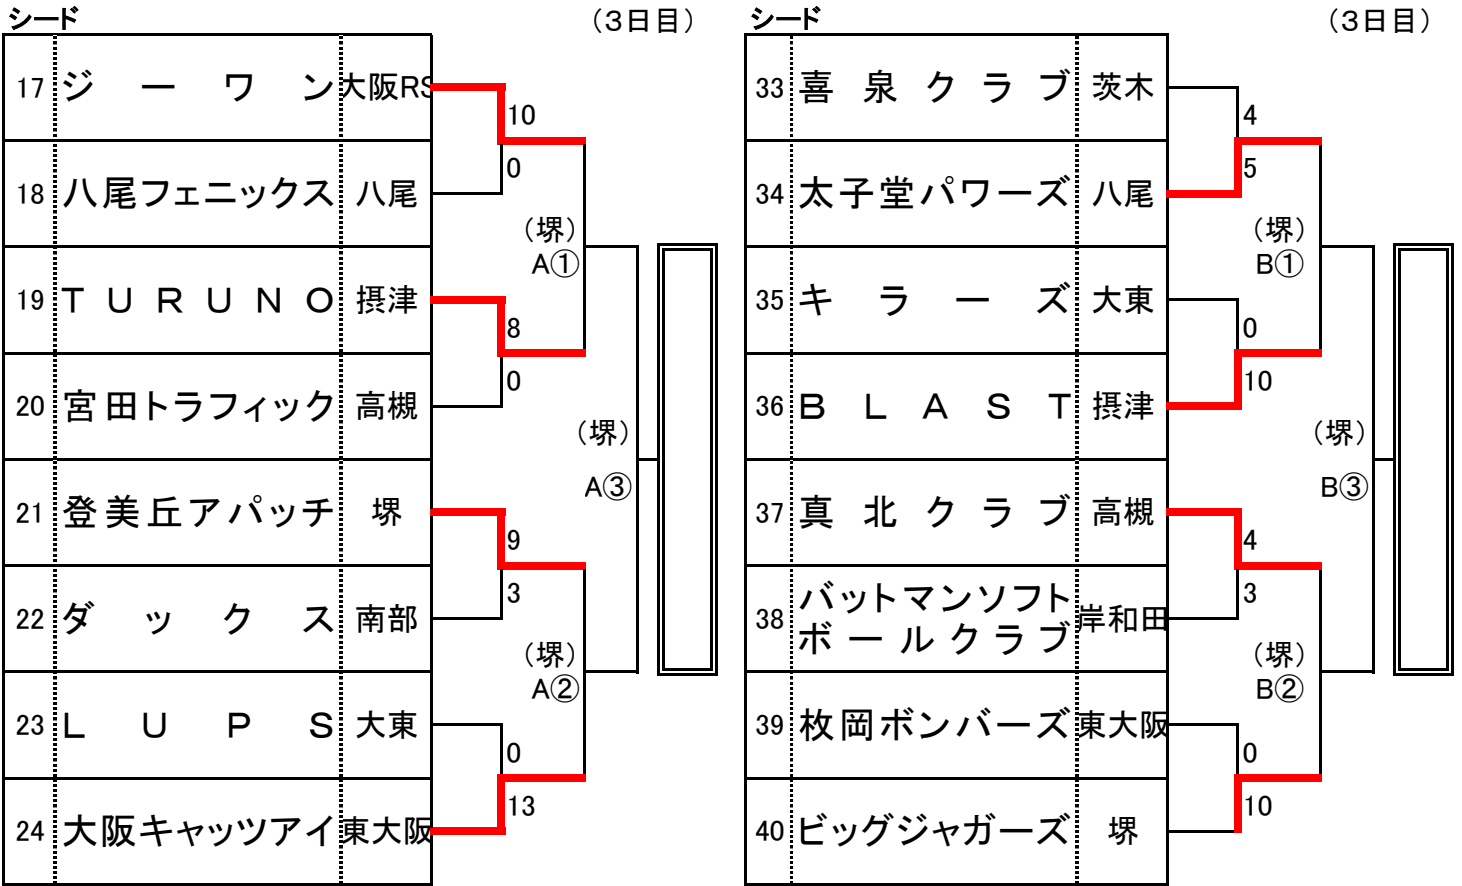 シード
（３日目）
17 ジーワン 大阪RS
10
18 八尾フェニックス 八尾
0
（堺）
A①
19 ＴＵＲＵＮＯ 摂津
8
20 宮田トラフィック 高槻
0
（堺）
A③
21 登美丘アパッチ 堺
9
22 ダックス 南部
3
（堺）
A②
23 ＬＵＰＳ 大東
0
24 大阪キャッツアイ 東大阪
13
シード
（３日目）
33 喜泉クラブ 茨木
4
34 太子堂パワーズ 八尾
5
（堺）
B①
35 キラーズ 大東
0
36 ＢＬＡＳＴ 摂津
10
（堺）
B③
37 真北クラブ 高槻
4
38 バットマンソフト
ボールクラブ 岸和田
3
（堺）
B②
39 枚岡ボンバーズ 東大阪
0
40 ビッグジャガーズ 堺
10